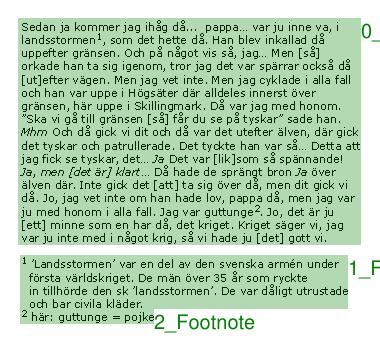 Sedan ja kommer jag ihåg då... pappa... var ju inne va, i
landsstormen¹, som det hette då. Han blev inkallad då
uppefter gränsen. Och på något vis så, jag... Men [så]
orkade han ta sig igenom, tror jag det var spärrar också då
[ut]efter vägen. Men jag vet inte. Men jag cyklade i alla fall
och han var uppe i Högsäter där alldeles innerst över
gränsen, här uppe i Skillingmark. Då var jag med honom.
”Ska vi gå till gränsen [så] får du se på tyskar” sade han.
Mhm Och då gick vi dit och då var det utefter älven, där gick
det tyskar och patrullerade. Det tyckte han var så... Detta att
jag fick se tyskar, det... Ja Det var [lik]som så spännande!
Ja, men [det är] klart... Då hade de sprängt bron Ja över
älven där. Inte gick det [att] ta sig över då, men dit gick vi
då. Jo, jag vet inte om han hade lov, pappa då, men jag var
ju med honom i alla fall. Jag var guttunge². Jo, det är ju
[ett] minne som en har då, det kriget. Kriget säger vi, jag
var ju inte med i något krig, så vi hade ju [det] gott vi.
0_
¹ ’Landsstormen’ var en del av den svenska armén under
första världskriget. De män över 35 år som ryckte
in tillhörde den sk ’landsstormen’. De var dåligt utrustade
och bar civila kläder.
1_F
² här: guttunge = pojke
2_Footnote